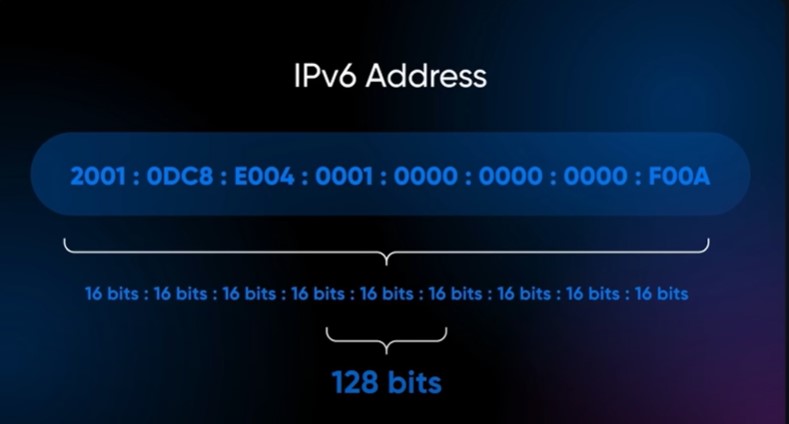 IPv6 Address
2001 : 0DC8 : E004 : 0001 : 0000 : 0000 : 0000 : F00A
16 bits : 16 bits : 16 bits : 16 bits : 16 bits : 16 bits : 16 bits : 16 bits : 16 bits
128 bits